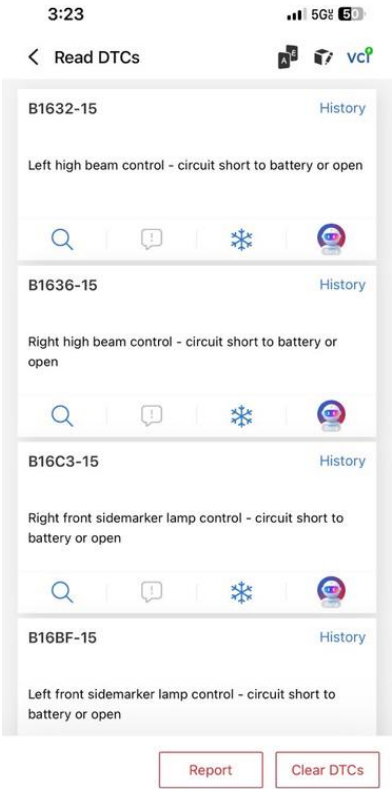 3:23
5G 50
Read DTCs
A E
vci
B1632-15
History
Left high beam control - circuit short to battery or open
B1636-15
History
Right high beam control - circuit short to battery or
open
B16C3-15
History
Right front sidemarker lamp control - circuit short to
battery or open
B16BF-15
History
Left front sidemarker lamp control - circuit short to
battery or open
Report
Clear DTCs